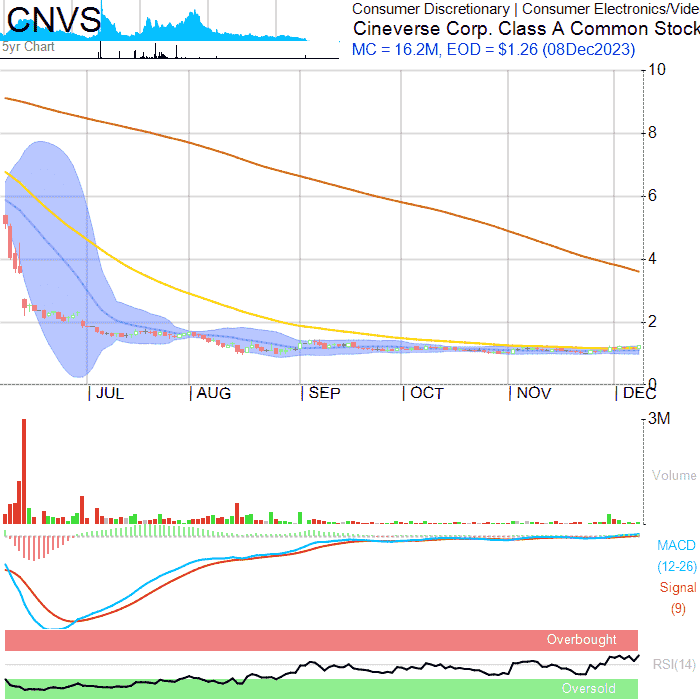 CNVS
5yr Chart
Consumer Discretionary | Consumer Electronics/Vide
Cineverse Corp. Class A Common Stock
MC = 16.2M, EOD = $1.26 (08Dec2023)
10
8
6
4
2
0
JUL
AUG
SEP
OCT
NOV
DEC
3M
Volume
MACD
(12-26)
Signal
(9)
Overbought
RSI(14)
Oversold